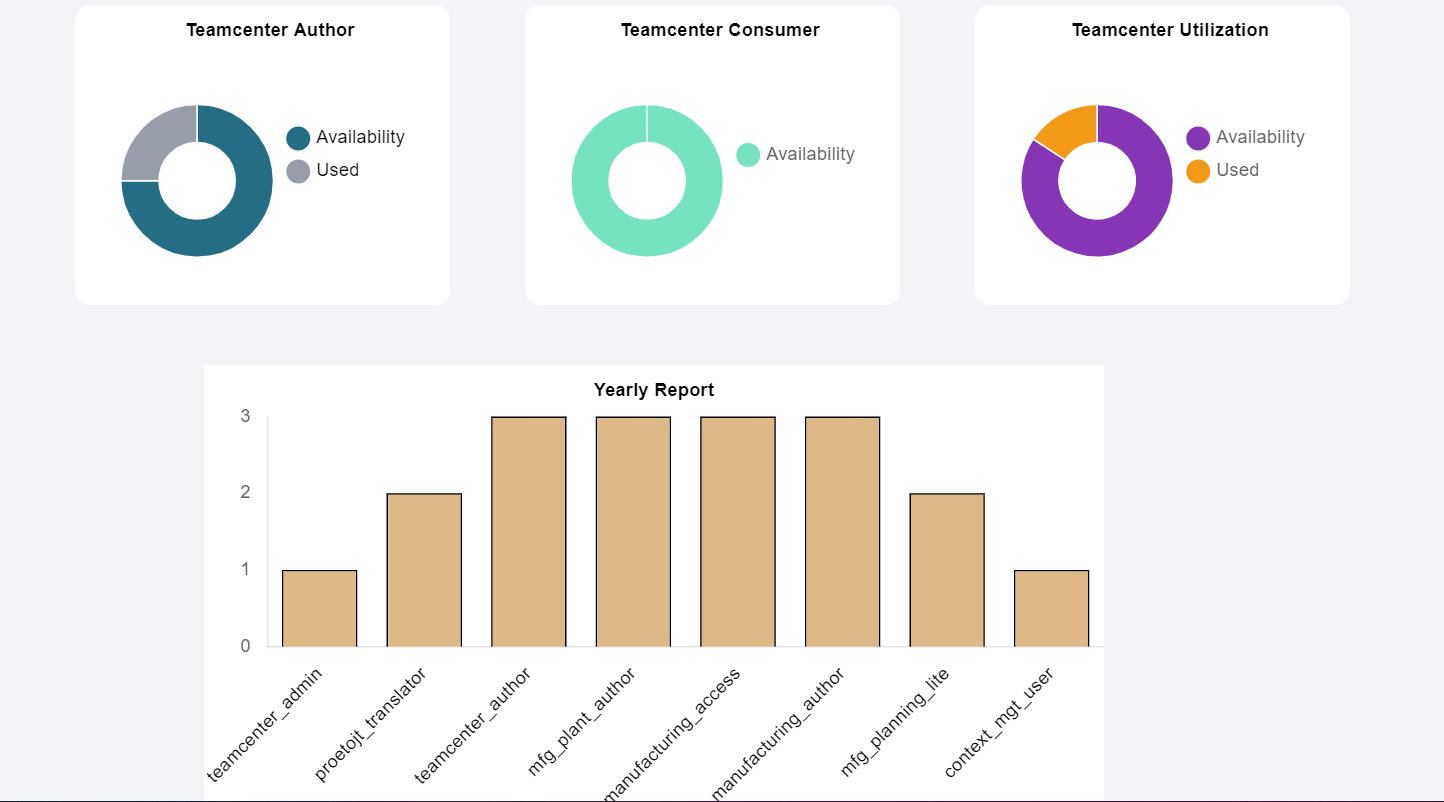 Teamcenter Author
Teamcenter Consumer
Teamcenter Utilization
Availability
Used
Availability
Availability
Used
Yearly Report
3
2
1
0
teamcenter_admin
proetojt_translator
teamcenter_author
mfg_plant_author
manufacturing_access
manufacturing_author
mfg_planning_lite
context_mgt_user